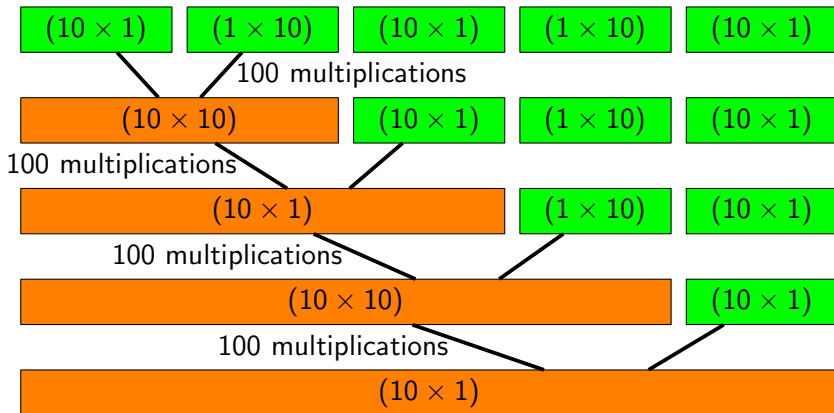 (10 × 1) (1 × 10) (10 × 1) (1 × 10) (10 × 1)
100 multiplications
(10 × 10) (10 × 1) (1 × 10) (10 × 1)
100 multiplications
(10 × 1) (1 × 10) (10 × 1)
100 multiplications
(10 × 10) (10 × 1)
100 multiplications
(10 × 1)